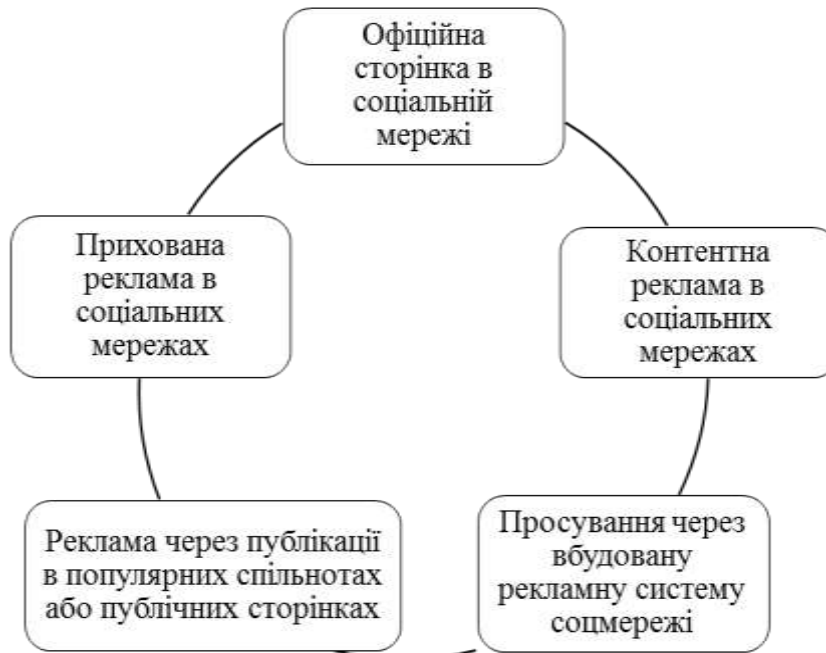 Офіційна
сторінка в
соціальній
мережі
Прихована
реклама в
соціальних
мережах
Контентна
реклама в
соціальних
мережах
Реклама через публікації
в популярних спільнотах
або публічних сторінках
Просування через
вбудовану
рекламну систему
соцмережі